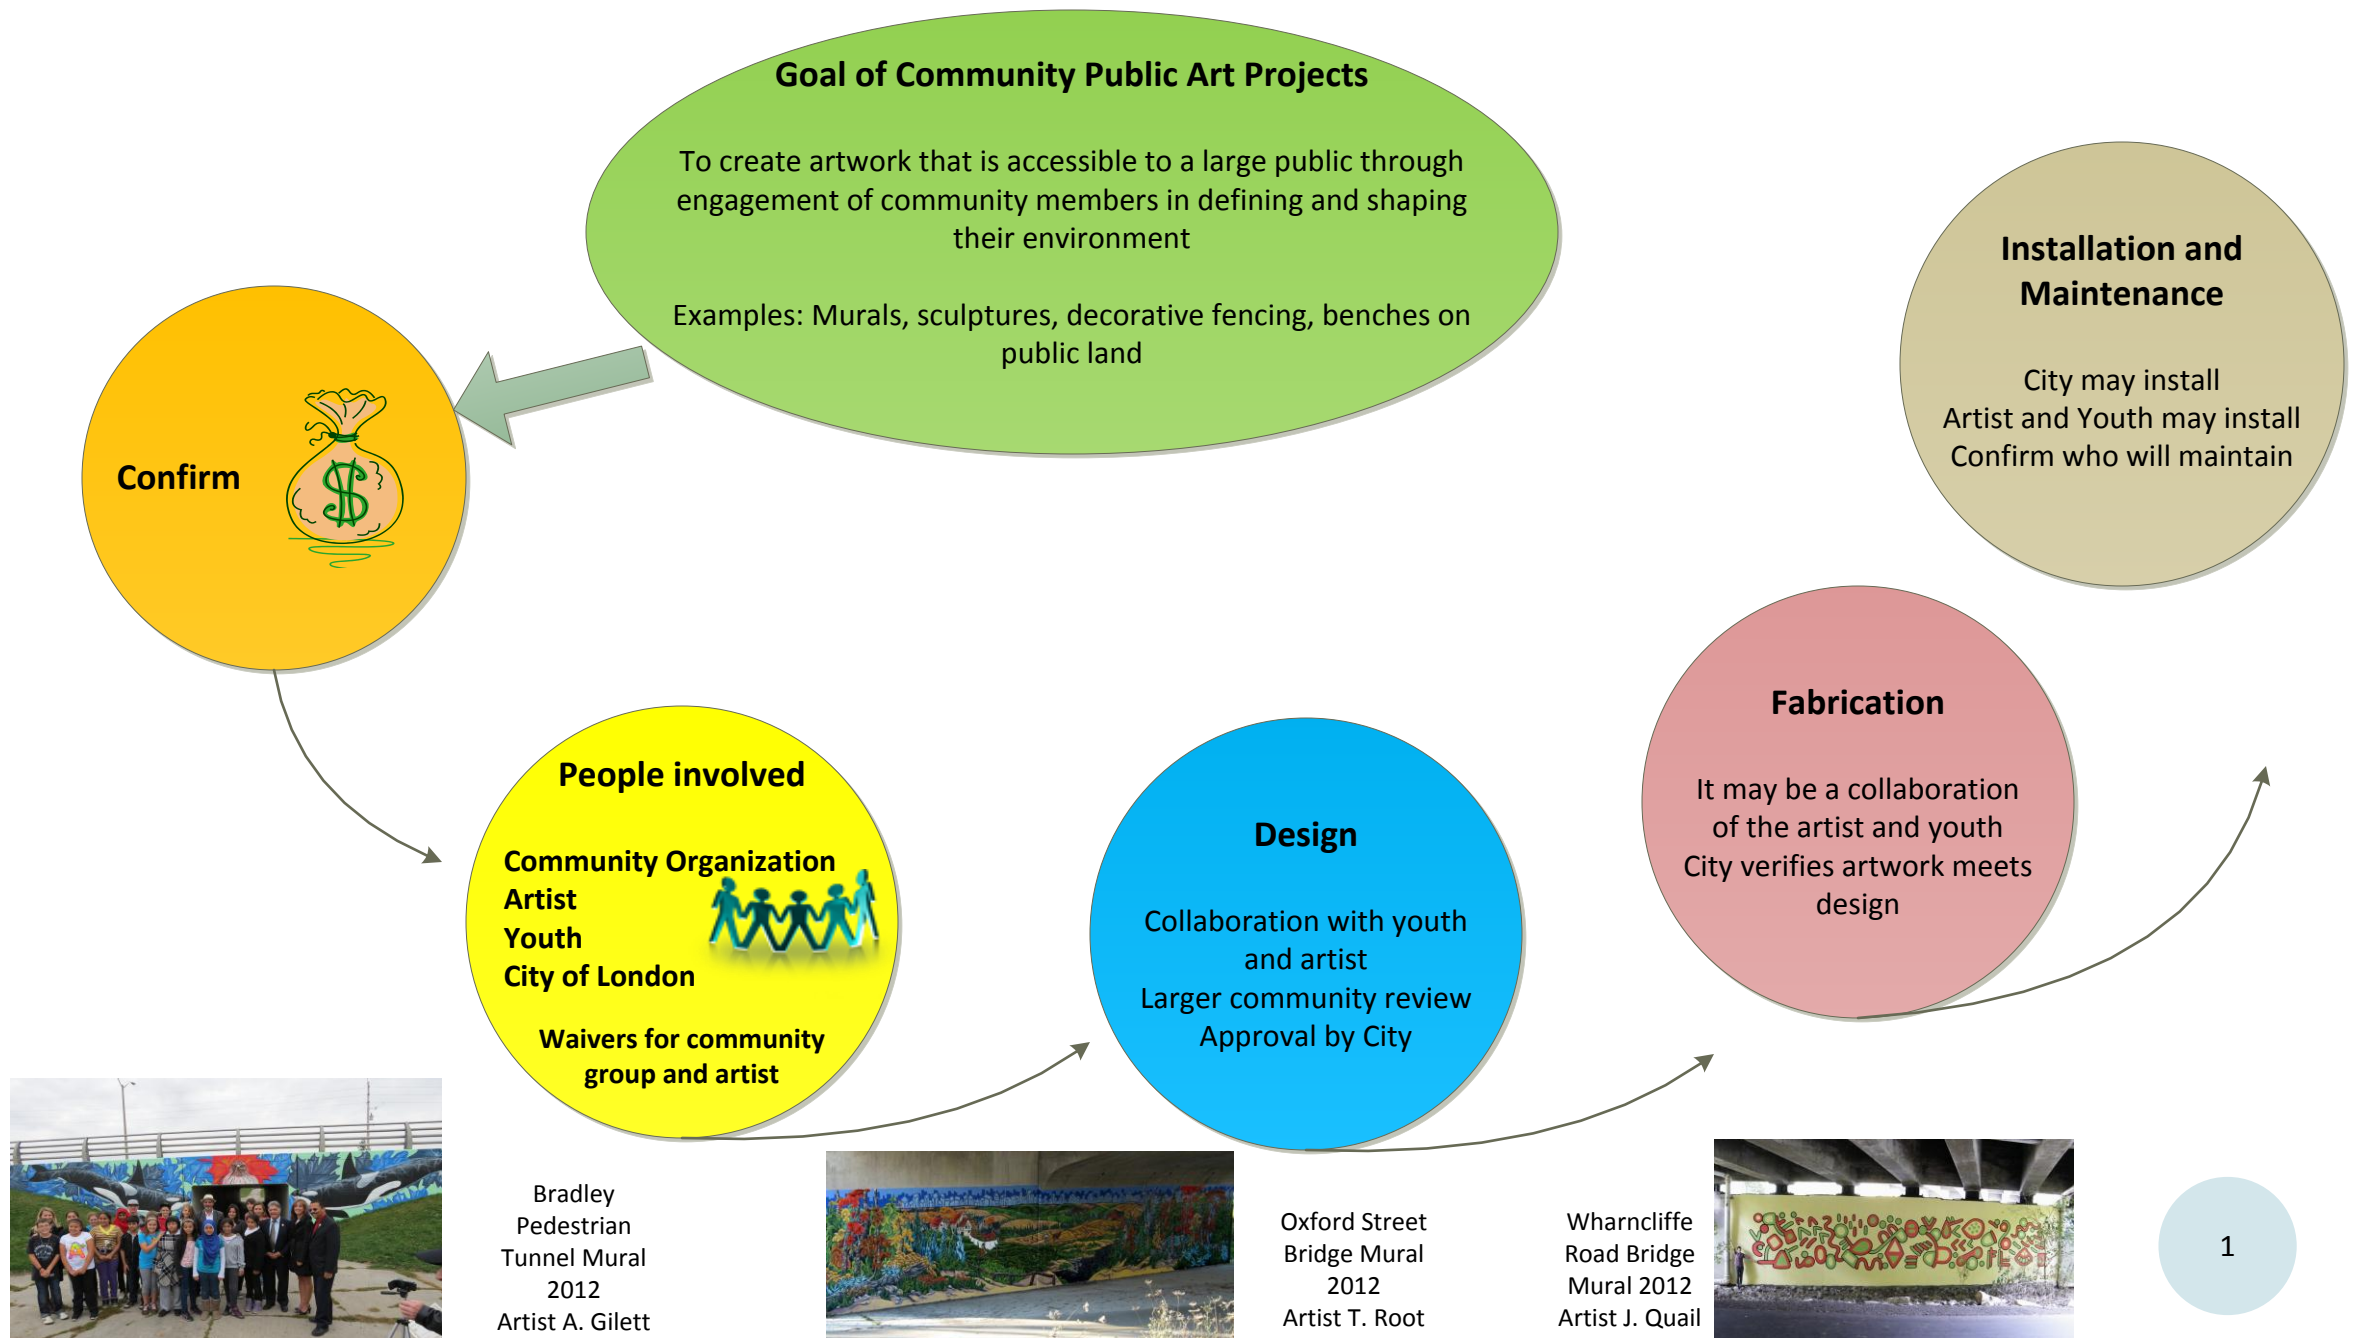 Goal of Community Public Art Projects
To create artwork that is accessible to a large public through
engagement of community members in defining and shaping
their environment
Examples: Murals, sculptures, decorative fencing, benches on
public land
Confirm
$
People involved
Community Organization
Artist
Youth
City of London
Waivers for community
group and artist
Design
Collaboration with youth
and artist
Larger community review
Approval by City
Fabrication
It may be a collaboration
of the artist and youth
City verifies artwork meets
design
Installation and
Maintenance
City may install
Artist and Youth may install
Confirm who will maintain
Bradley
Pedestrian
Tunnel Mural
2012
Artist A. Gilett
Oxford Street
Bridge Mural
2012
Artist T. Root
Wharncliffe
Road Bridge
Mural 2012
Artist J. Quail
1